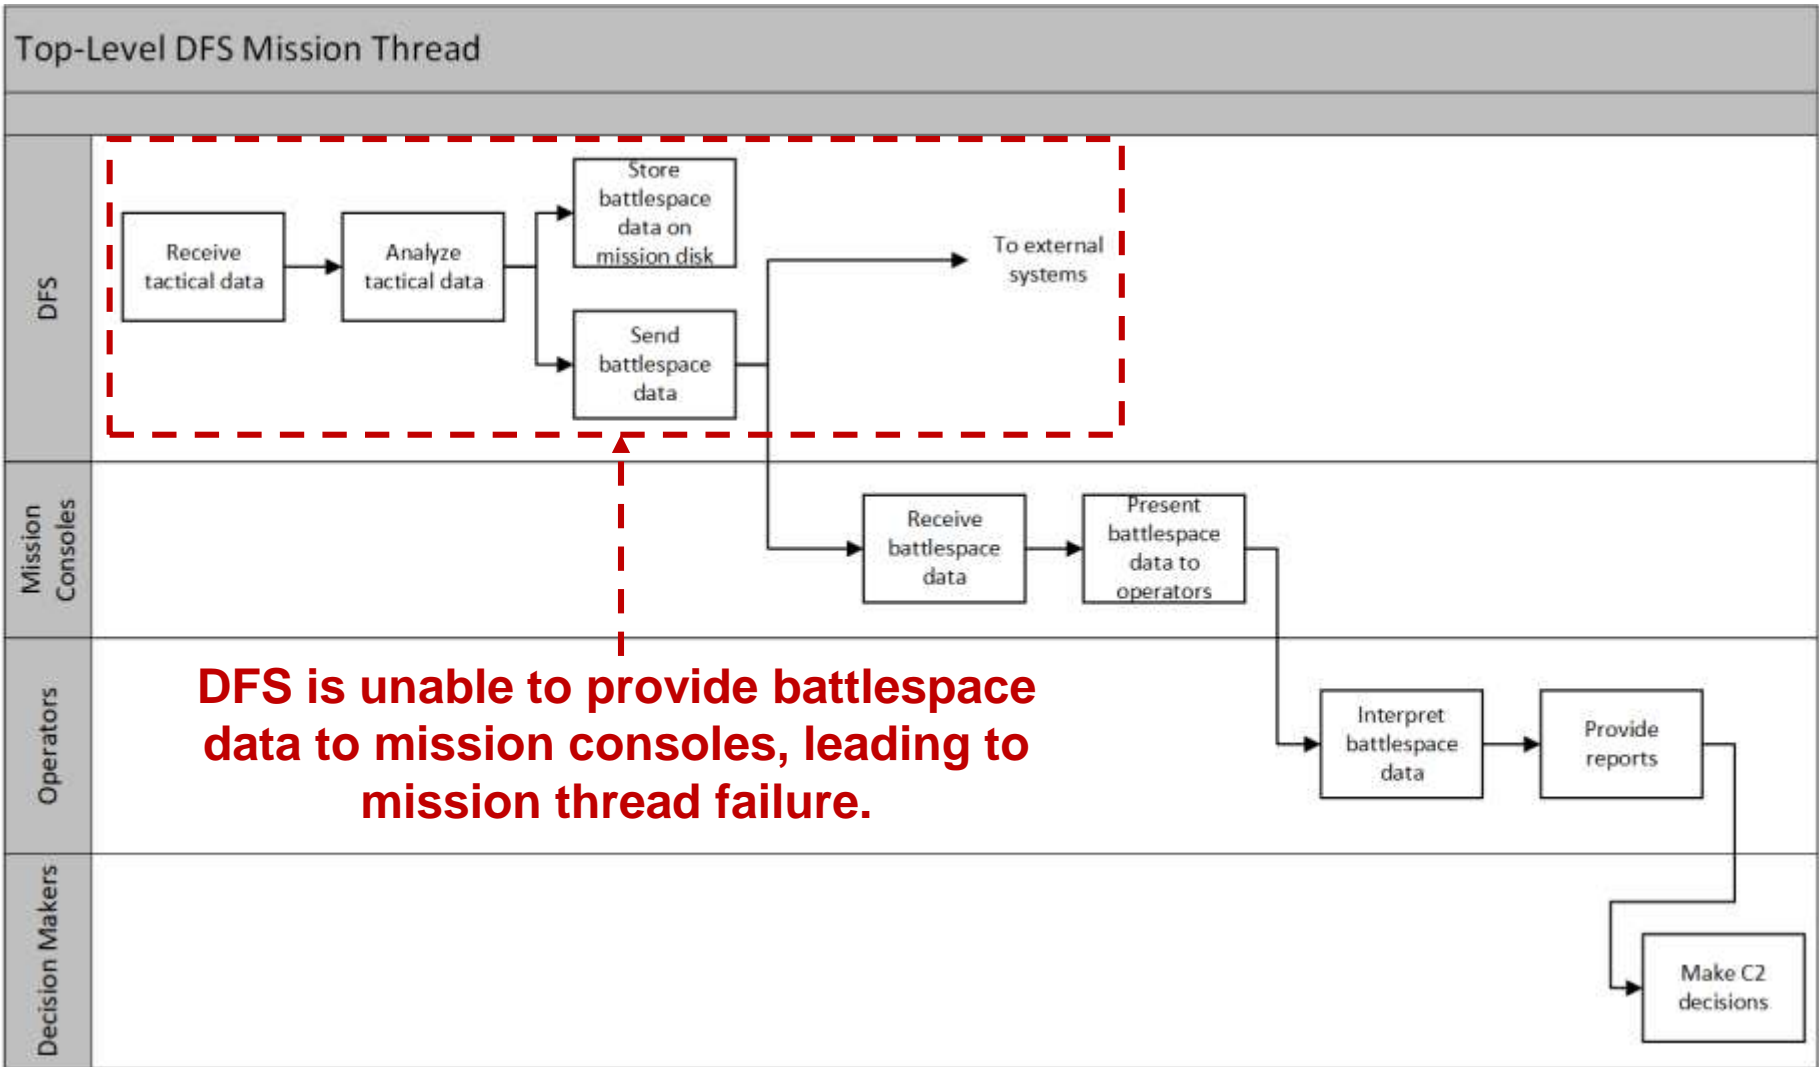 Top-Level DFS Mission Thread
DFS
Receive
tactical data
Analyze
tactical data
Store
battlespace
data on
mission disk
Send
battlespace
data
To external
systems
Mission
Consoles
Receive
battlespace
data
Present
battlespace
data to
operators
DFS is unable to provide battlespace
data to mission consoles, leading to
mission thread failure.
Operators
Interpret
battlespace
data
Provide
reports
Decision Makers
Make C2
decisions